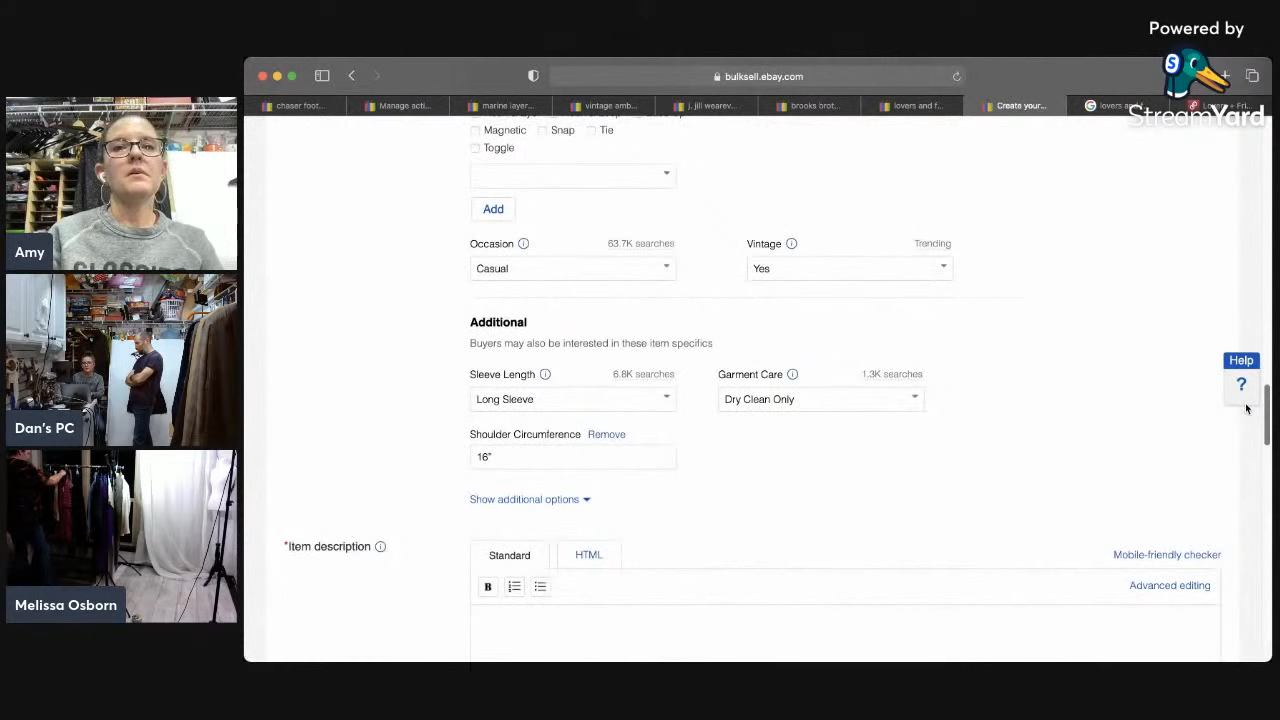 Powered by
StreamYard
bulksell.ebay.com
chaser foot...
Manage acti...
marine layer...
vintage amb...
j. jill wearev...
brooks brot...
lovers and f...
Create your...
Magnetic
Snap
Tie
Toggle
Add
Occasion
63.7K searches
Vintage
Trending
Casual
Yes
Additional
Buyers may also be interested in these item specifics
Sleeve Length
6.8K searches
Garment Care
1.3K searches
Long Sleeve
Dry Clean Only
Shoulder Circumference Remove
16"
Show additional options
*Item description
Standard
HTML
Mobile-friendly checker
B
Advanced editing
Help
?
Amy
Dan's PC
Melissa Osborn